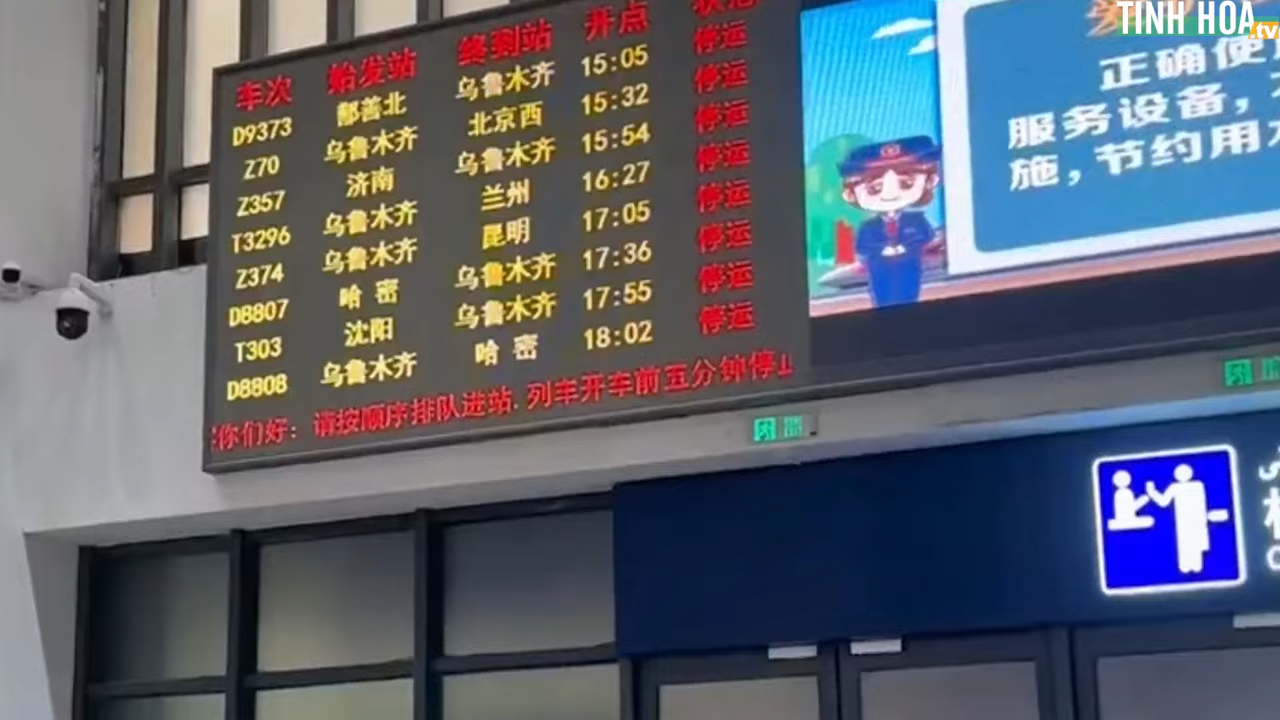 车次 始发站 终到站 开点
D9373 鄯善北 乌鲁木齐 15:05 停运
Z70 乌鲁木齐 北京西 15:32 停运
Z357 济南 乌鲁木齐 15:54 停运
T3296 乌鲁木齐 兰州 16:27 停运
Z374 乌鲁木齐 昆明 17:05 停运
D8807 哈 密 乌鲁木齐 17:36 停运
T303 沈阳 乌鲁木齐 17:55 停运
D8808 乌鲁木齐 哈 密 18:02 停运
你们好：请按顺序排队进站.列车开车前五分钟停
正确使
服务设备，
施，节约用
TINH HOA.tv